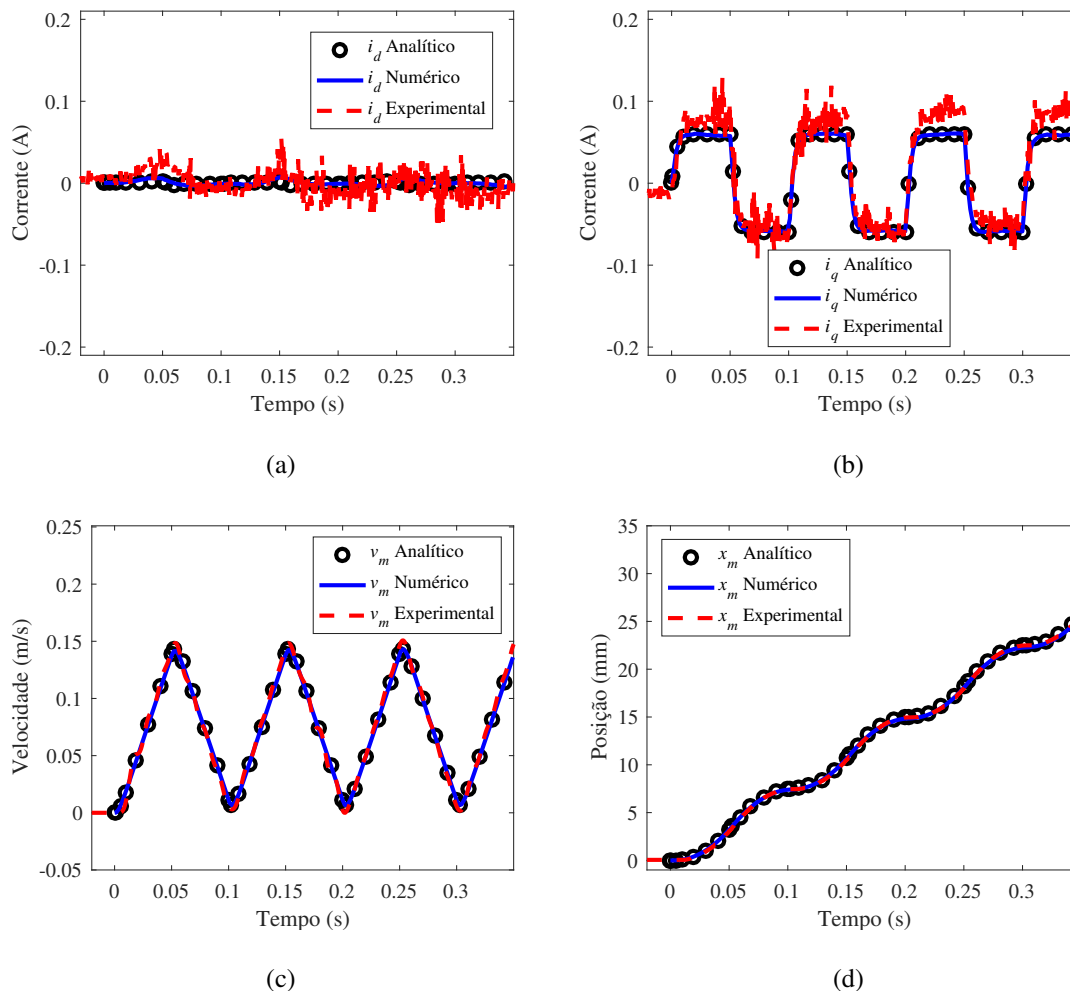 0.2
0.1
0
-0.1
-0.2
Corrente (A)
i_d Analítico
i_d Numérico
i_d Experimental
0 0.05 0.1 0.15 0.2 0.25 0.3
Tempo (s)
(a)
0.2
0.1
0
-0.1
-0.2
Corrente (A)
i_q Analítico
i_q Numérico
i_q Experimental
0 0.05 0.1 0.15 0.2 0.25 0.3
Tempo (s)
(b)
0.25
0.2
0.15
0.1
0.05
0
-0.05
Velocidade (m/s)
v_m Analítico
v_m Numérico
v_m Experimental
0 0.05 0.1 0.15 0.2 0.25 0.3
Tempo (s)
(c)
35
30
25
20
15
10
5
0
Posição (mm)
x_m Analítico
x_m Numérico
x_m Experimental
0 0.05 0.1 0.15 0.2 0.25 0.3
Tempo (s)
(d)